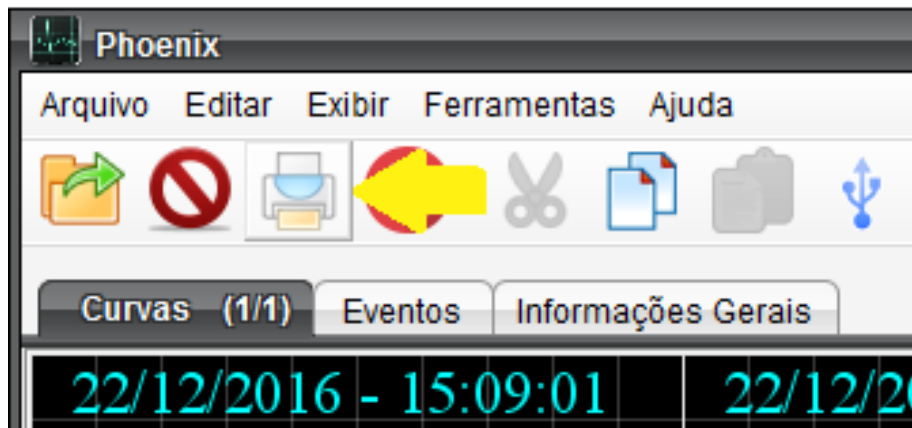 Phoenix
Arquivo Editar Exibir Ferramentas Ajuda
Curvas (1/1) Eventos Informações Gerais
22/12/2016 - 15:09:01 22/12/20